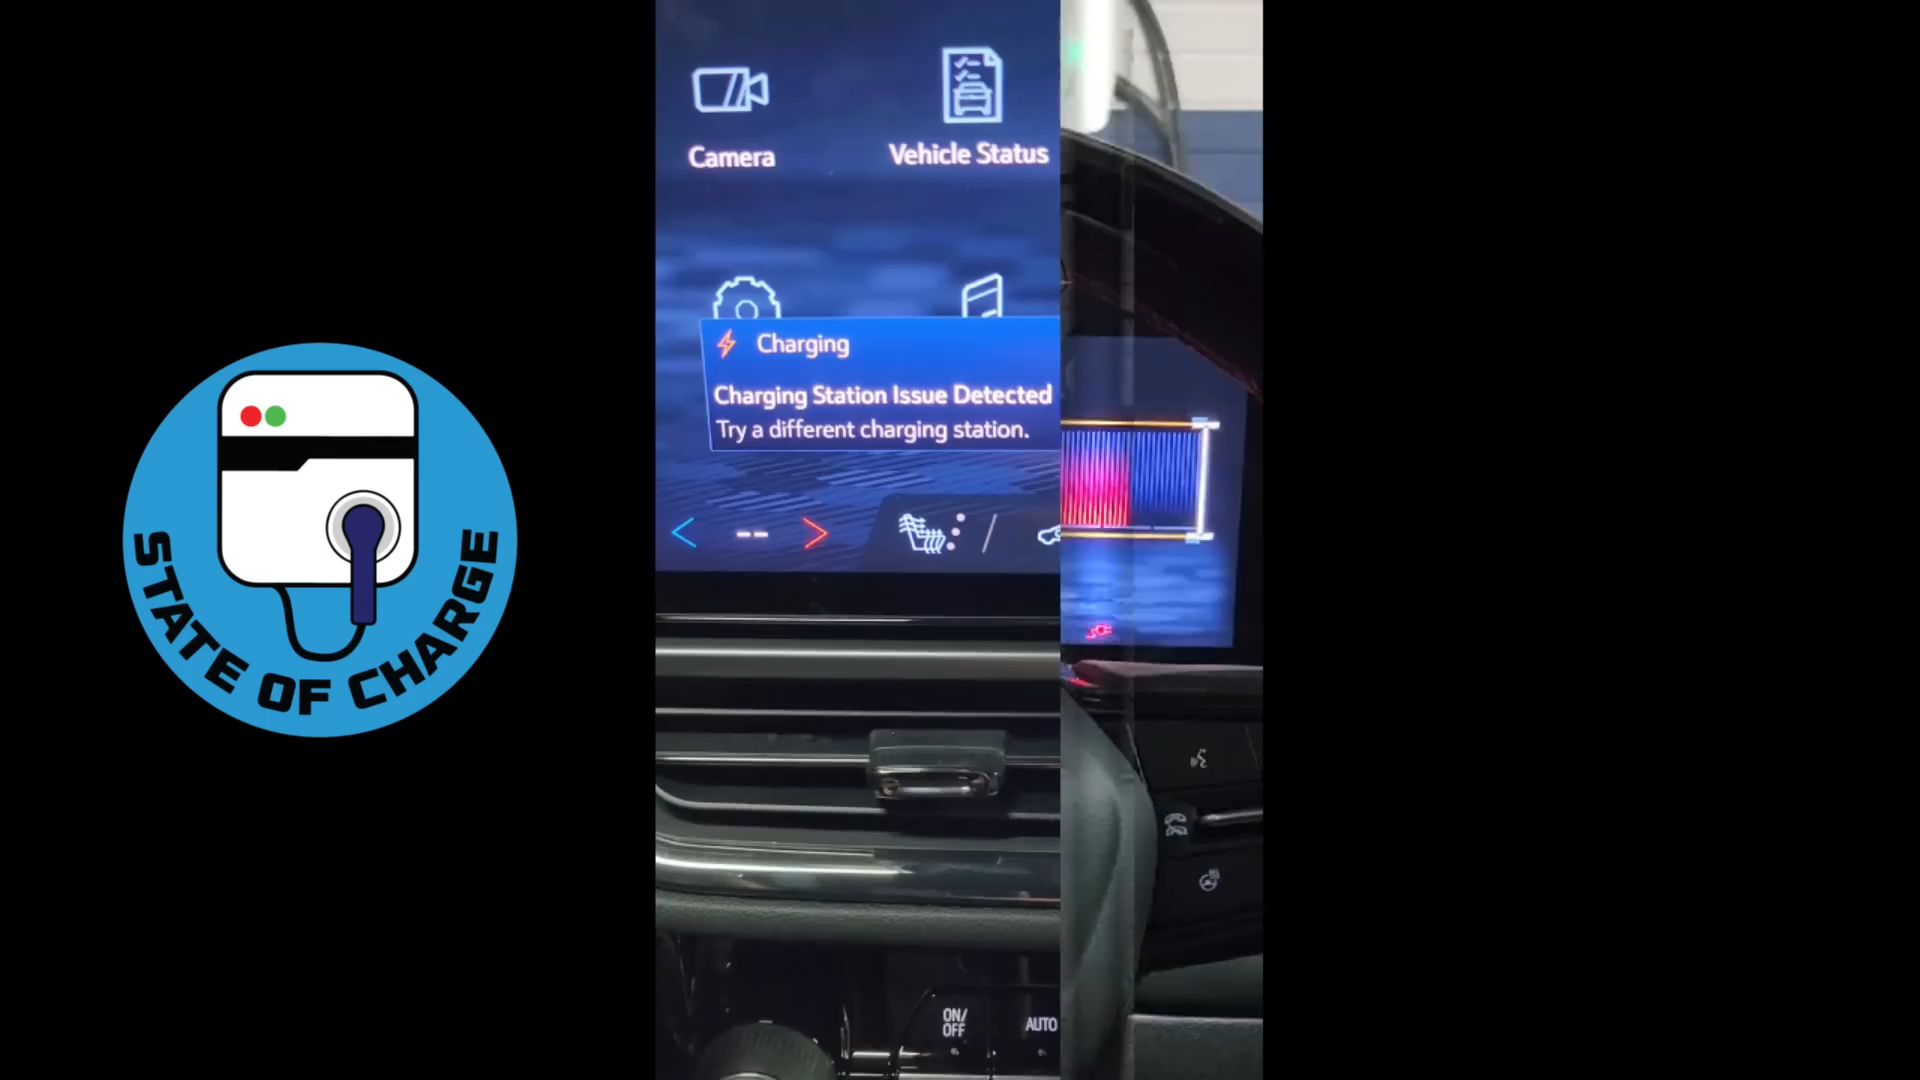 STATE OF CHARGE
Camera
Vehicle Status
Charging
Charging Station Issue Detected
Try a different charging station.
--
ON/
OFF
AUTO